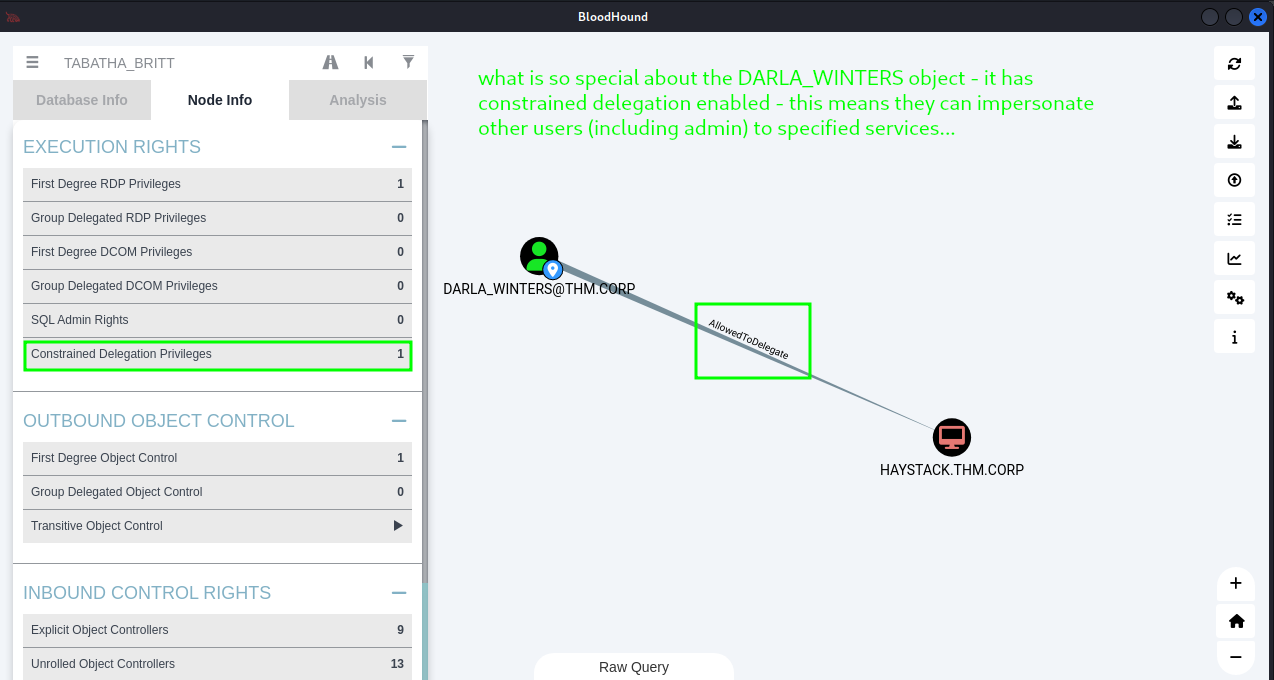 BloodHound
TABATHA_BRITT
Database Info
Node Info
Analysis
EXECUTION RIGHTS
First Degree RDP Privileges 1
Group Delegated RDP Privileges 0
First Degree DCOM Privileges 0
Group Delegated DCOM Privileges 0
SQL Admin Rights 0
Constrained Delegation Privileges 1
OUTBOUND OBJECT CONTROL
First Degree Object Control 1
Group Delegated Object Control 0
Transitive Object Control
INBOUND CONTROL RIGHTS
Explicit Object Controllers 9
Unrolled Object Controllers 13
what is so special about the DARLA_WINTERS object - it has
constrained delegation enabled - this means they can impersonate
other users (including admin) to specified services...
DARLA_WINTERS@THM.CORP
AllowedToDelegate
HAYSTACK.THM.CORP
Raw Query